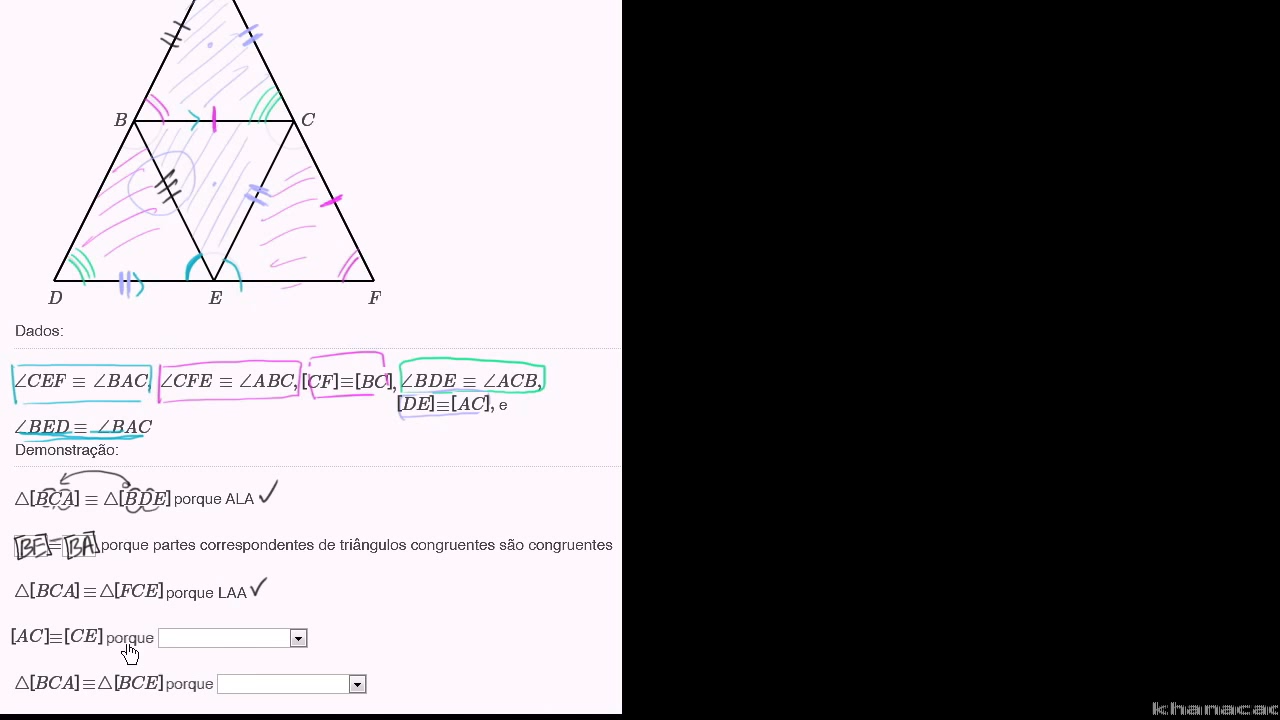 B C
D E F
Dados:
∠CEF ≡ ∠BAC, ∠CFE ≡ ∠ABC, [CF]≡[BC], ∠BDE ≡ ∠ACB,
[DE]≡[AC], e
∠BED ≡ ∠BAC
Demonstração:
△[BCA] ≡ △[BDE] porque ALA ✓
[BE]≡[BA] porque partes correspondentes de triângulos congruentes são congruentes
△[BCA] ≡ △[FCE] porque LAA ✓
[AC]≡[CE] porque
△[BCA] ≡ △[BCE] porque
khanacac